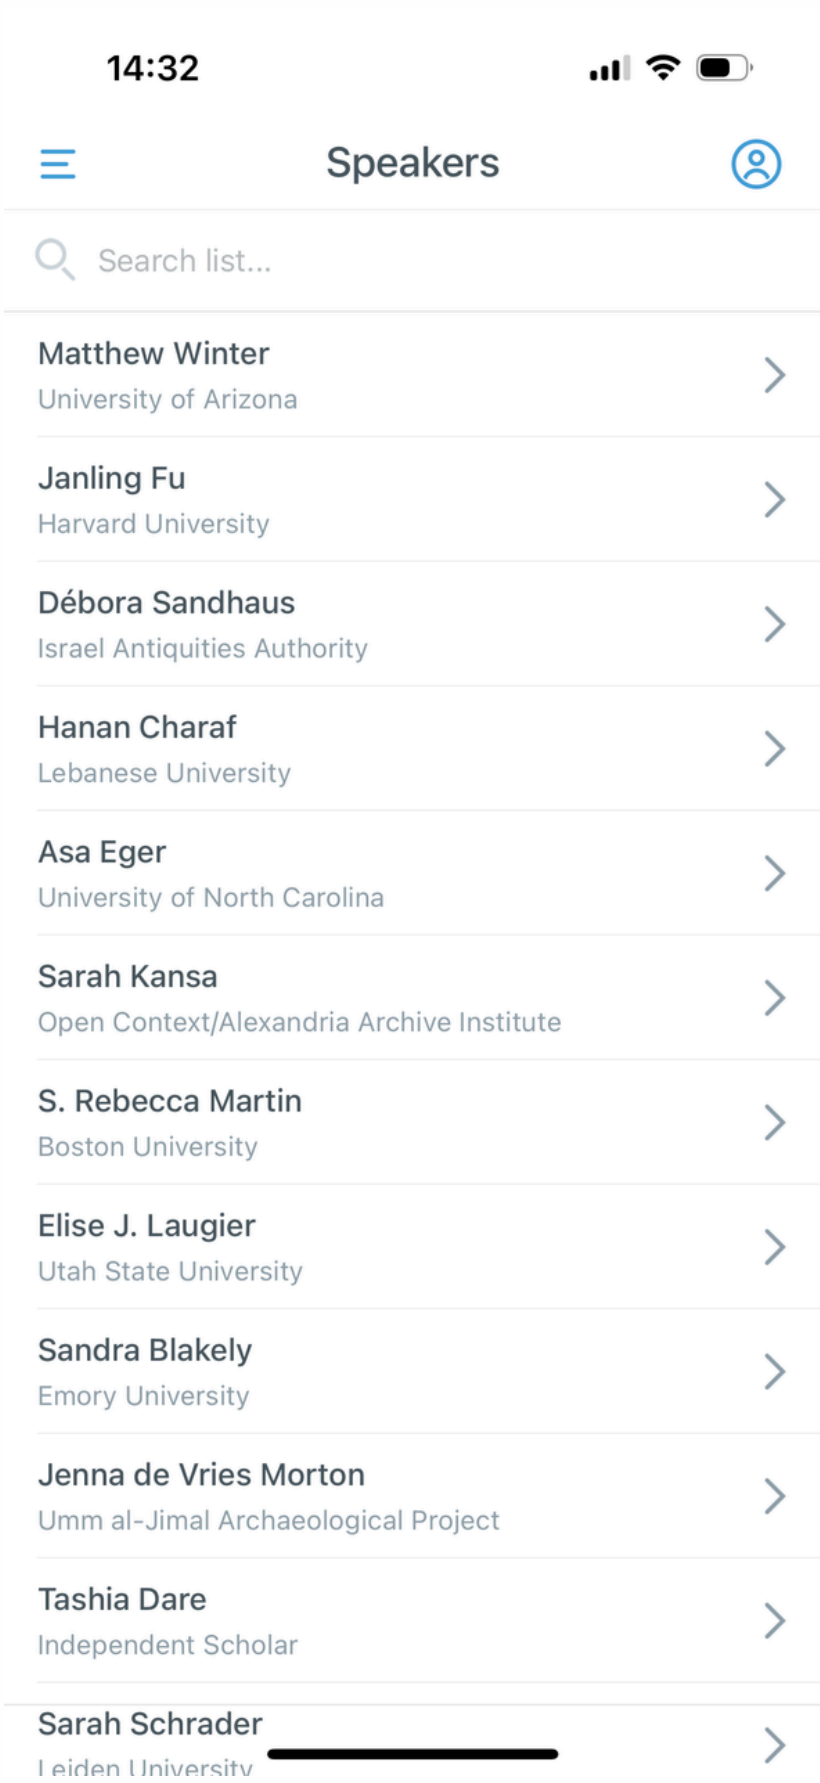 14:32
Speakers
Search list...
Matthew Winter
University of Arizona
Janling Fu
Harvard University
Débora Sandhaus
Israel Antiquities Authority
Hanan Charaf
Lebanese University
Asa Eger
University of North Carolina
Sarah Kansa
Open Context/Alexandria Archive Institute
S. Rebecca Martin
Boston University
Elise J. Laugier
Utah State University
Sandra Blakely
Emory University
Jenna de Vries Morton
Umm al-Jimal Archaeological Project
Tashia Dare
Independent Scholar
Sarah Schrader
Leiden University